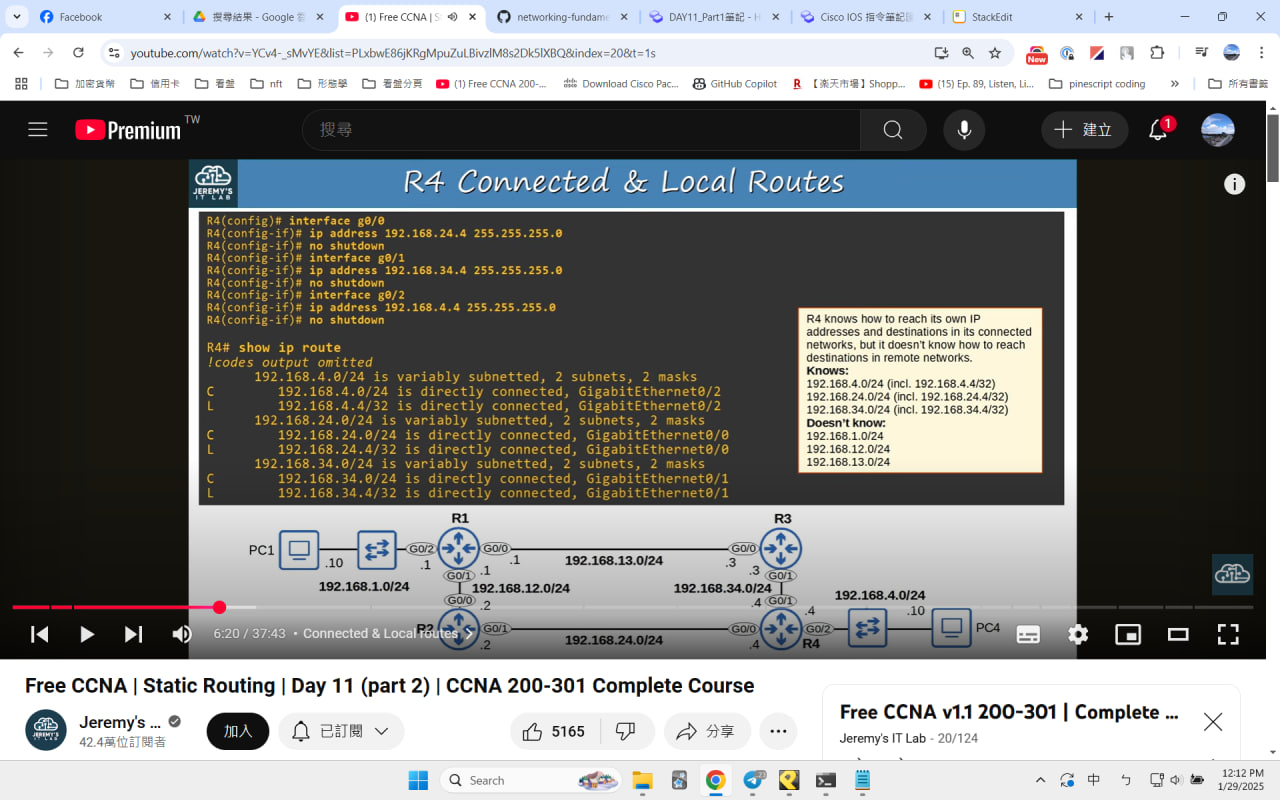 Facebook
搜尋結果 - Google 雲
(1) Free CCNA | S
networking-fundame
DAY11_Part1筆記 - H
Cisco IOS 指令筆記
StackEdit
youtube.com/watch?v=YCv4-_sMvYE&list=PLxbwE86jKRgMpuZuLBivzlM8s2Dk5lXBQ&index=20&t=1s
New
加密貨幣
信用卡
看盤
nft
形態學
看盤分頁
(1) Free CCNA 200-...
Download Cisco Pac...
GitHub Copilot
R
【楽天市場】Shopp...
(15) Ep. 89, Listen, Li...
pinescript coding
所有書籤
Premium TW
搜尋
建立
1
JEREMY'S IT LAB
R4 Connected & Local Routes
R4(config)# interface g0/0
R4(config-if)# ip address 192.168.24.4 255.255.255.0
R4(config-if)# no shutdown
R4(config-if)# interface g0/1
R4(config-if)# ip address 192.168.34.4 255.255.255.0
R4(config-if)# no shutdown
R4(config-if)# interface g0/2
R4(config-if)# ip address 192.168.4.4 255.255.255.0
R4(config-if)# no shutdown
R4# show ip route
!codes output omitted
192.168.4.0/24 is variably subnetted, 2 subnets, 2 masks
C 192.168.4.0/24 is directly connected, GigabitEthernet0/2
L 192.168.4.4/32 is directly connected, GigabitEthernet0/2
192.168.24.0/24 is variably subnetted, 2 subnets, 2 masks
C 192.168.24.0/24 is directly connected, GigabitEthernet0/0
L 192.168.24.4/32 is directly connected, GigabitEthernet0/0
192.168.34.0/24 is variably subnetted, 2 subnets, 2 masks
C 192.168.34.0/24 is directly connected, GigabitEthernet0/1
L 192.168.34.4/32 is directly connected, GigabitEthernet0/1
R4 knows how to reach its own IP
addresses and destinations in its connected
networks, but it doesn't know how to reach
destinations in remote networks.
Knows:
192.168.4.0/24 (incl. 192.168.4.4/32)
192.168.24.0/24 (incl. 192.168.24.4/32)
192.168.34.0/24 (incl. 192.168.34.4/32)
Doesn't know:
192.168.1.0/24
192.168.12.0/24
192.168.13.0/24
R1
R3
PC1
.10
G0/2
.1
G0/0
.1
192.168.13.0/24
G0/0
.3
192.168.1.0/24
G0/1
.1
192.168.12.0/24
192.168.34.0/24
.3
G0/1
G0/0
.2
.4
G0/1
192.168.4.0/24
R2
G0/1
.2
192.168.24.0/24
G0/0
.4
R4
G0/2
.4
.10
PC4
6:20 / 37:43 • Connected & Local routes
Free CCNA | Static Routing | Day 11 (part 2) | CCNA 200-301 Complete Course
JEREMY'S IT LAB
Jeremy's ...
42.4萬位訂閱者
加入
已訂閱
5165
分享
Free CCNA v1.1 200-301 | Complete ...
Jeremy's IT Lab - 20/124
Search
中
12:12 PM
1/29/2025